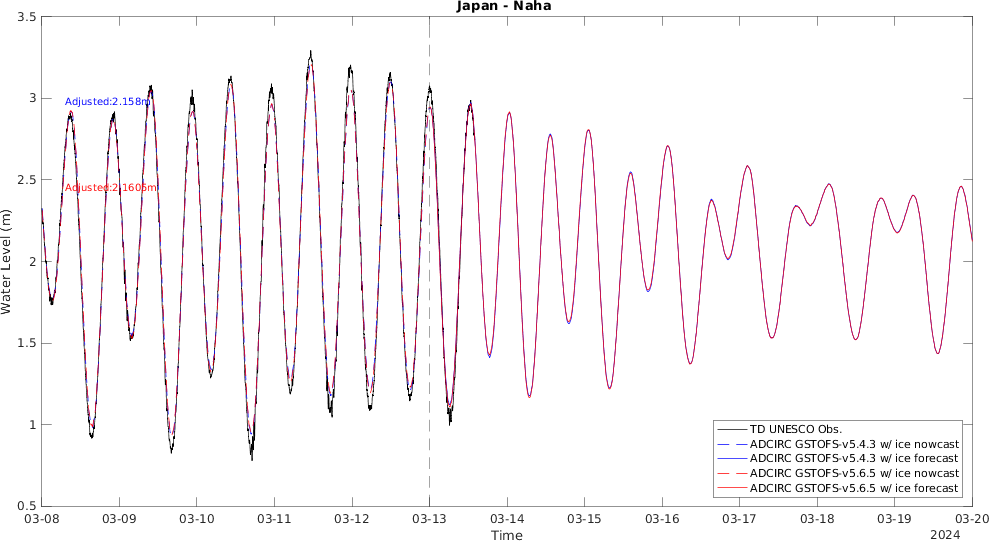 Japan - Naha
3.5
3
2.5
2
1.5
1
0.5
Water Level (m)
Adjusted:2.158m
Adjusted:2.1605m
TD UNESCO Obs.
ADCIRC GSTOFS-v5.4.3 w/ ice nowcast
ADCIRC GSTOFS-v5.4.3 w/ ice forecast
ADCIRC GSTOFS-v5.6.5 w/ ice nowcast
ADCIRC GSTOFS-v5.6.5 w/ ice forecast
03-08 03-09 03-10 03-11 03-12 03-13 03-14 03-15 03-16 03-17 03-18 03-19 03-20
Time
2024